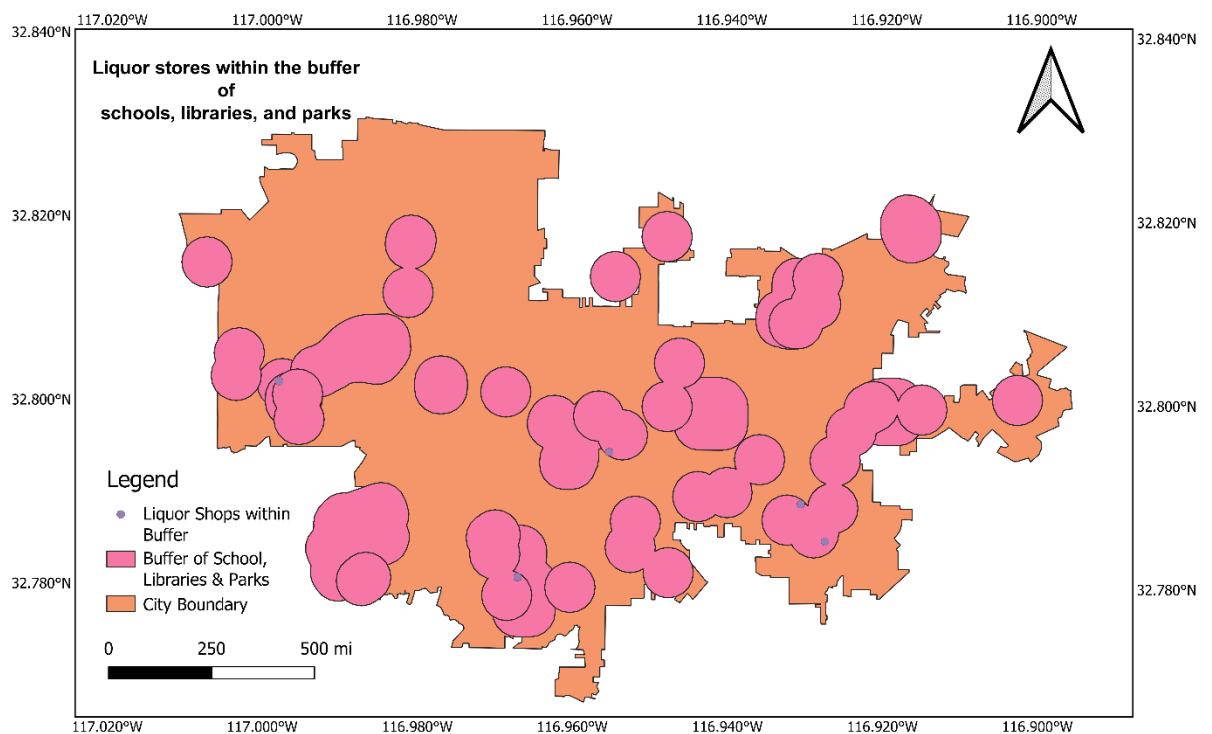 117.020°W 117.000°W 116.980°W 116.960°W 116.940°W 116.920°W 116.900°W
32.840°N 32.840°N
Liquor stores within the buffer
of
schools, libraries, and parks
32.820°N 32.820°N
32.800°N 32.800°N
Legend
Liquor Shops within
Buffer
Buffer of School,
Libraries & Parks
32.780°N 32.780°N
City Boundary
0 250 500 mi
117.020°W 117.000°W 116.980°W 116.960°W 116.940°W 116.920°W 116.900°W